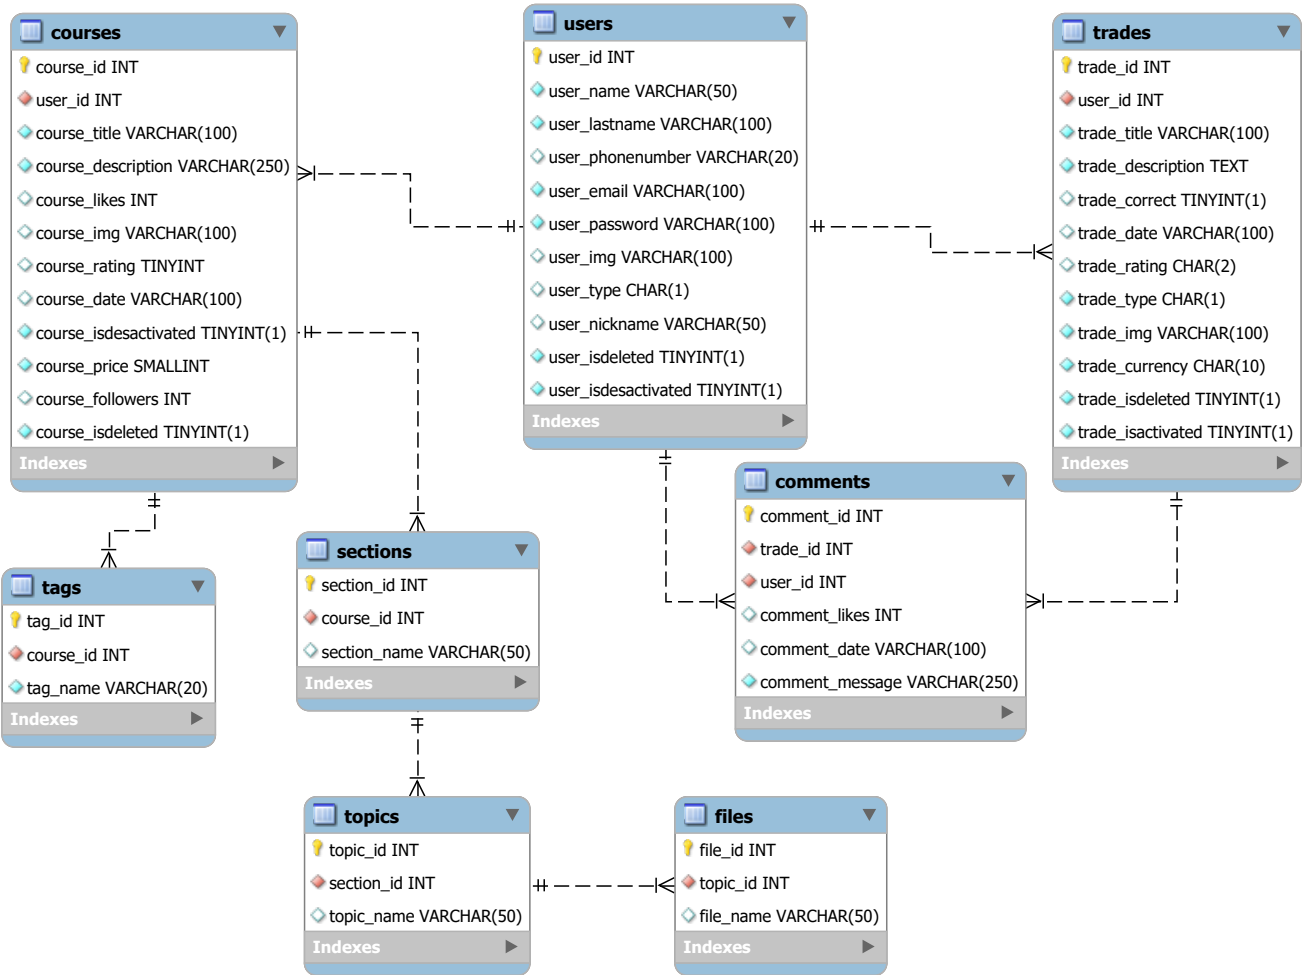 courses
course_id INT
user_id INT
course_title VARCHAR(100)
course_description VARCHAR(250)
course_likes INT
course_img VARCHAR(100)
course_rating TINYINT
course_date VARCHAR(100)
course_isdesactivated TINYINT(1)
course_price SMALLINT
course_followers INT
course_isdeleted TINYINT(1)
Indexes
users
user_id INT
user_name VARCHAR(50)
user_lastname VARCHAR(100)
user_phonenumber VARCHAR(20)
user_email VARCHAR(100)
user_password VARCHAR(100)
user_img VARCHAR(100)
user_type CHAR(1)
user_nickname VARCHAR(50)
user_isdeleted TINYINT(1)
user_isdesactivated TINYINT(1)
Indexes
trades
trade_id INT
user_id INT
trade_title VARCHAR(100)
trade_description TEXT
trade_correct TINYINT(1)
trade_date VARCHAR(100)
trade_rating CHAR(2)
trade_type CHAR(1)
trade_img VARCHAR(100)
trade_currency CHAR(10)
trade_isdeleted TINYINT(1)
trade_isactivated TINYINT(1)
Indexes
comments
comment_id INT
trade_id INT
user_id INT
comment_likes INT
comment_date VARCHAR(100)
comment_message VARCHAR(250)
Indexes
sections
section_id INT
course_id INT
section_name VARCHAR(50)
Indexes
tags
tag_id INT
course_id INT
tag_name VARCHAR(20)
Indexes
topics
topic_id INT
section_id INT
topic_name VARCHAR(50)
Indexes
files
file_id INT
topic_id INT
file_name VARCHAR(50)
Indexes